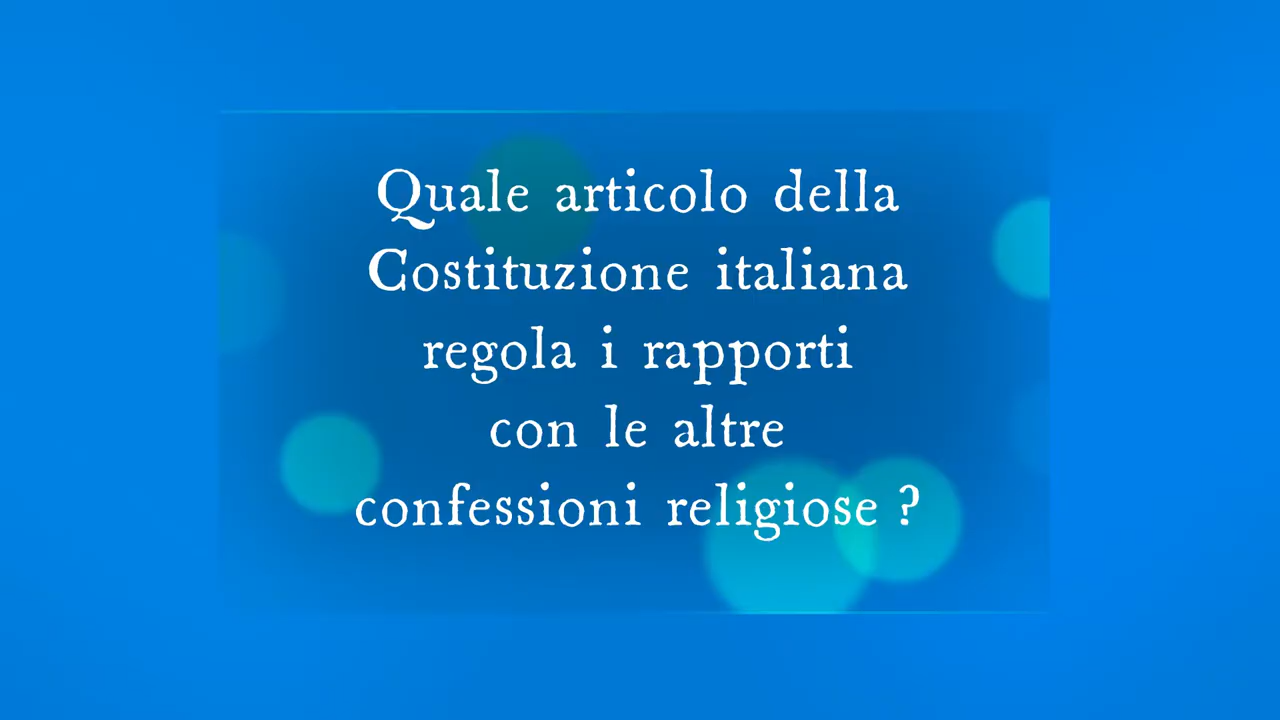 Quale articolo della
Costituzione italiana
regola i rapporti
con le altre
confessioni religiose ?